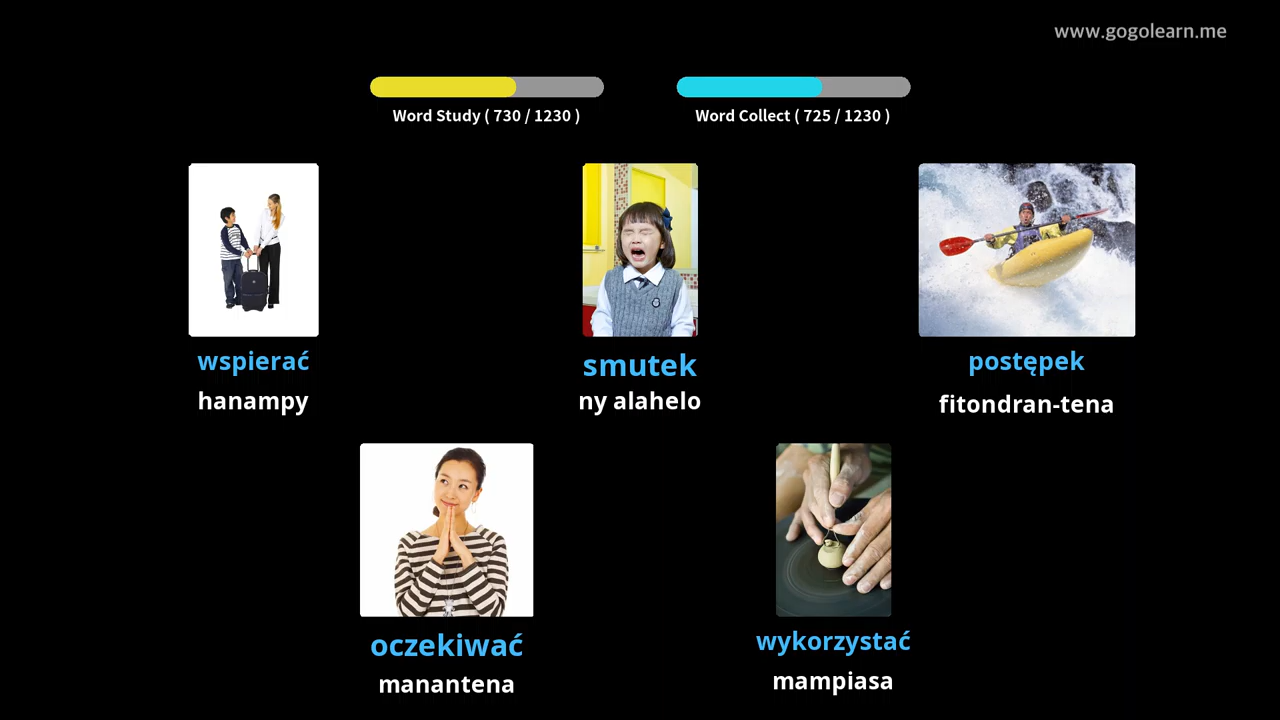 www.gogolearn.me
Word Study ( 730 / 1230 )
Word Collect ( 725 / 1230 )
wspierać
hanampy
smutek
ny alahelo
postępek
fitondran-tena
oczekiwać
manantena
wykorzystać
mampiasa